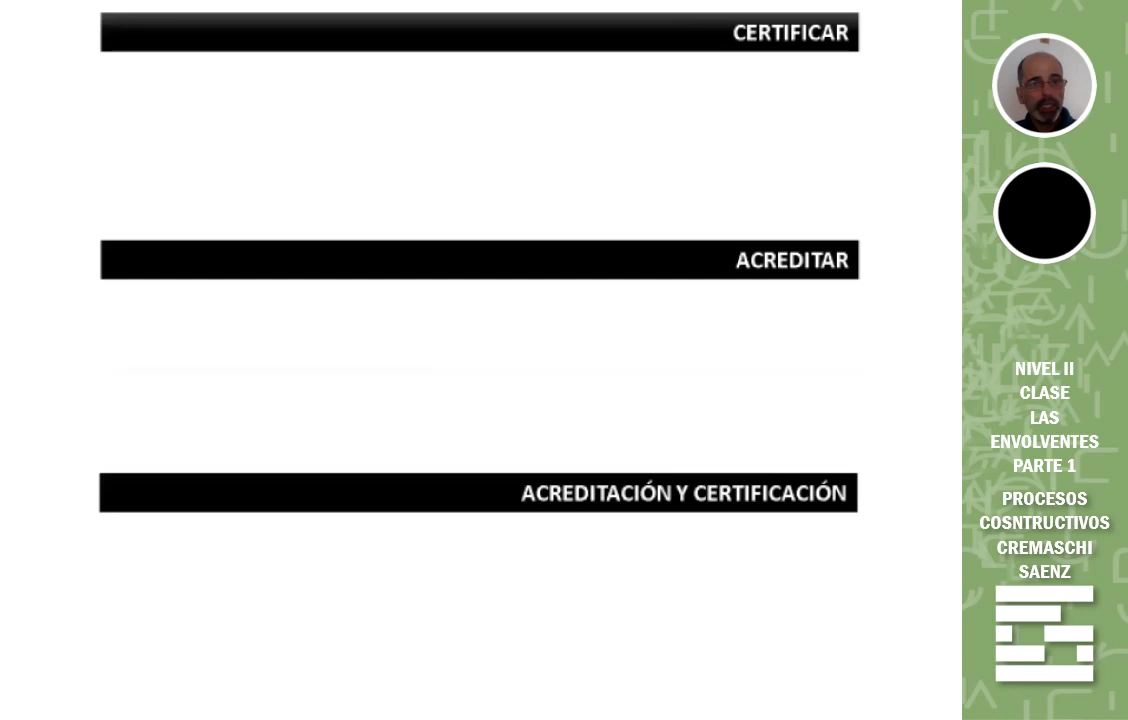 CERTIFICAR
ACREDITAR
ACREDITACIÓN Y CERTIFICACIÓN
NIVEL II
CLASE
LAS
ENVOLVENTES
PARTE 1
PROCESOS
COSNTRUCTIVOS
CREMASCHI
SAENZ